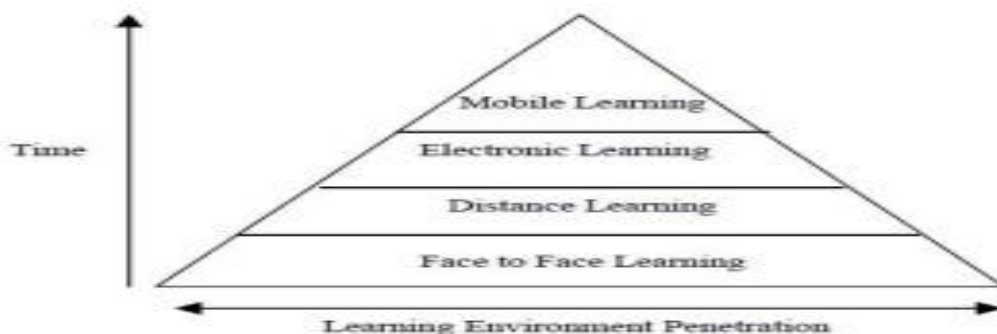 Mobile Learning
Time
Electronic Learning
Distance Learning
Face to Face Learning
Learning Environment Penetration